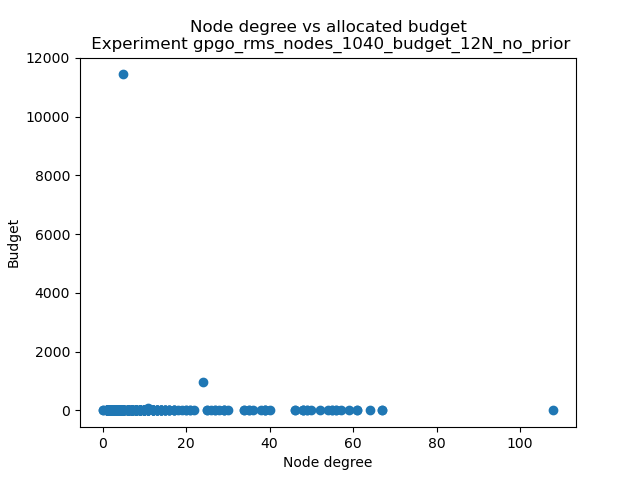 Node degree vs allocated budget
Experiment gpgo_rms_nodes_1040_budget_12N_no_prior
12000
10000
8000
6000
4000
2000
0
Budget
0 20 40 60 80 100
Node degree